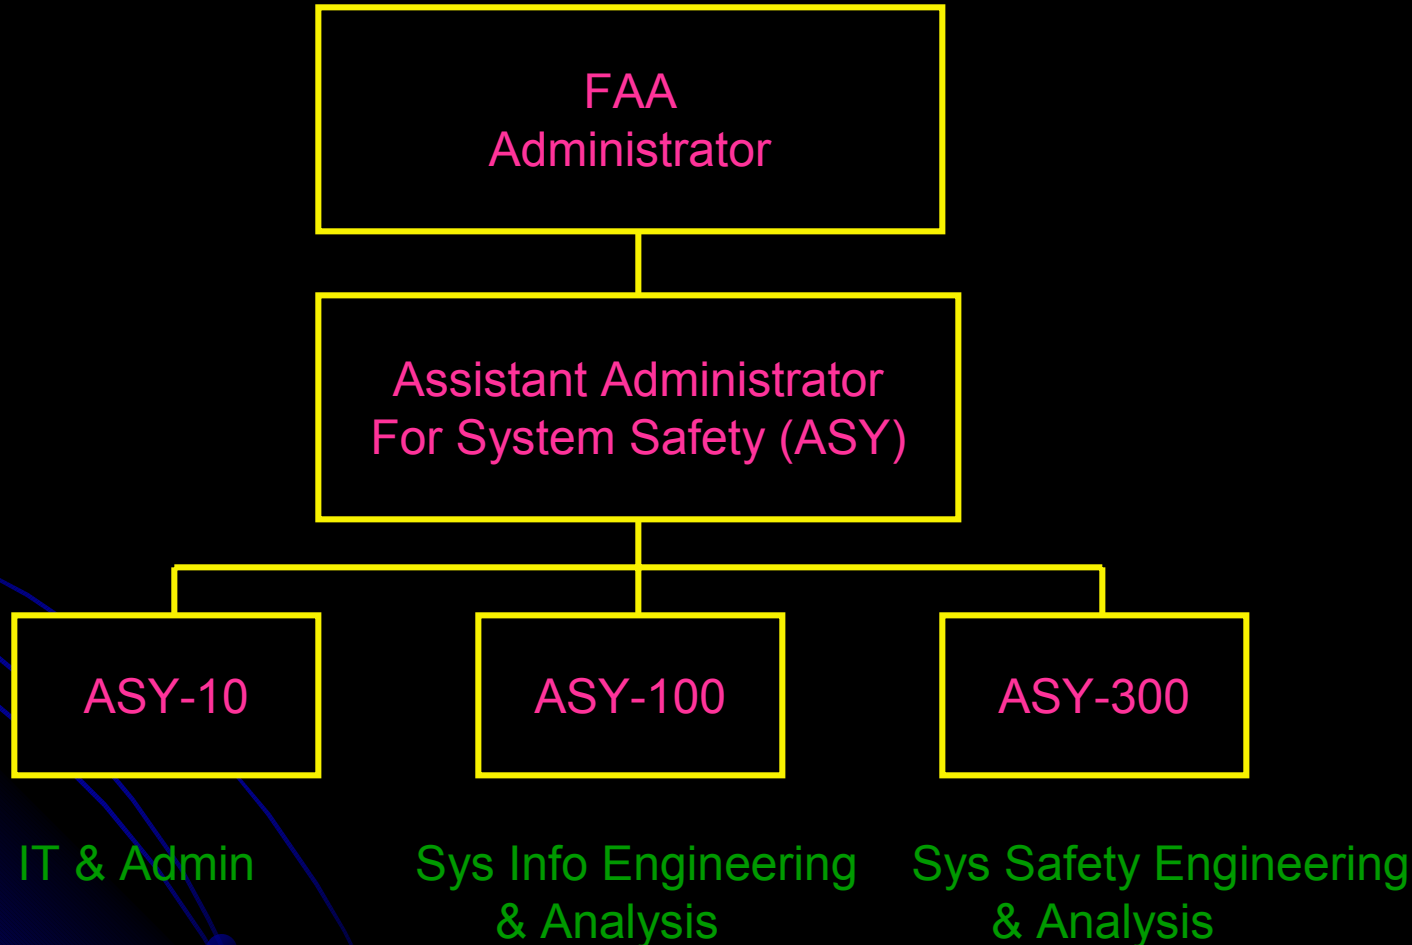 FAA
Administrator
Assistant Administrator
For System Safety (ASY)
ASY-10
ASY-100
ASY-300
IT & Admin
Sys Info Engineering
& Analysis
Sys Safety Engineering
& Analysis